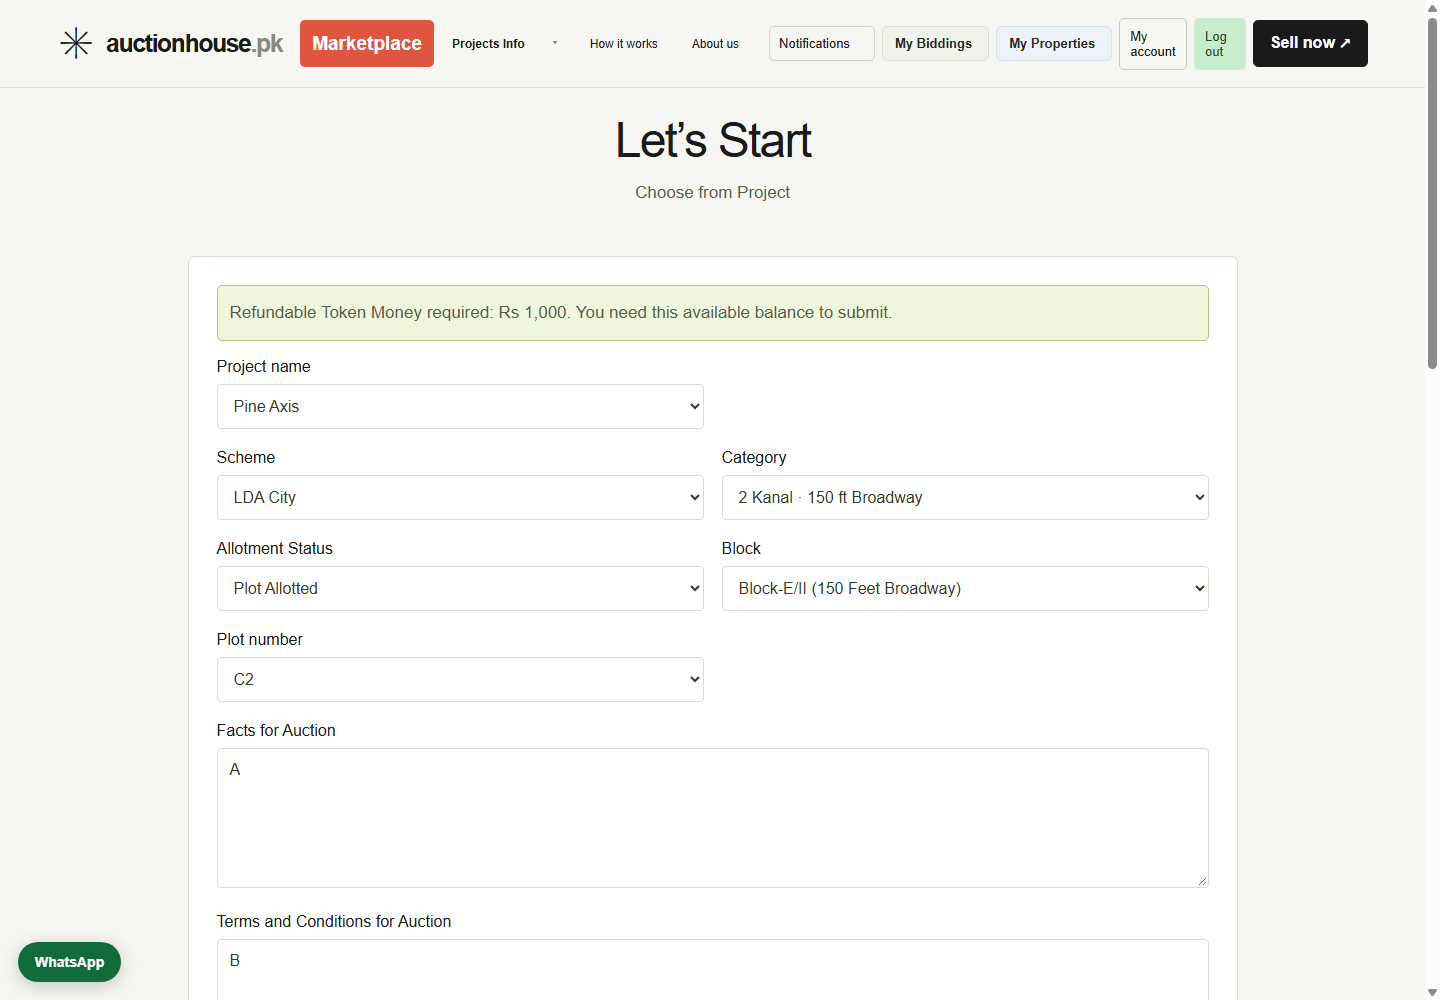 auctionhouse.pk
Marketplace
Projects Info
How it works
About us
Notifications
My Biddings
My Properties
My
account
Log
out
Sell now ↗
Let’s Start
Choose from Project
Refundable Token Money required: Rs 1,000. You need this available balance to submit.
Project name
Pine Axis
Scheme
Category
LDA City
2 Kanal · 150 ft Broadway
Allotment Status
Block
Plot Allotted
Block-E/II (150 Feet Broadway)
Plot number
C2
Facts for Auction
A
Terms and Conditions for Auction
B
WhatsApp